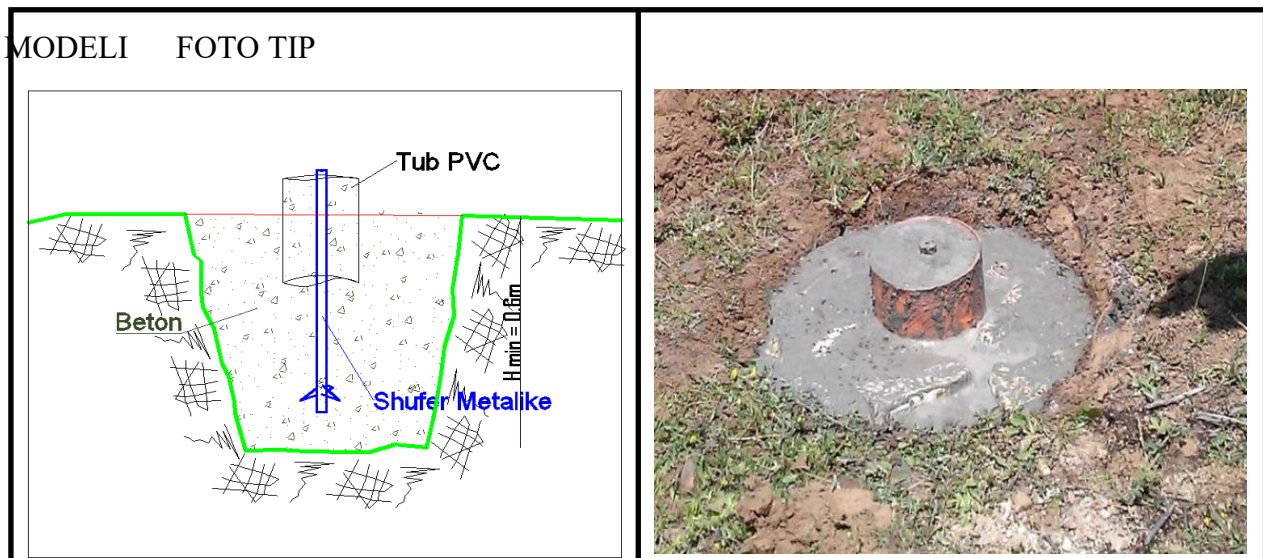 MODELI FOTO TIP
Tub PVC
Beton
Shufer Metalike
H min = 0.6m